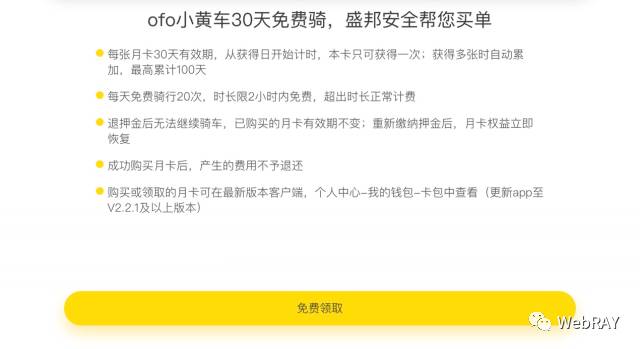 ofo小黄车30天免费骑，盛邦安全帮您买单
每张月卡30天有效期，从获得日开始计时，本卡只可获得一次；获得多张时自动累
加，最高累计100天
每天免费骑行20次，时长限2小时内免费，超出时长正常计费
退押金后无法继续骑车，已购买的月卡有效期不变；重新缴纳押金后，月卡权益立即
恢复
成功购买月卡后，产生的费用不予退还
购买或领取的月卡可在最新版本客户端，个人中心-我的钱包-卡包中查看（更新app至
V2.2.1及以上版本）
免费领取
WebRAY